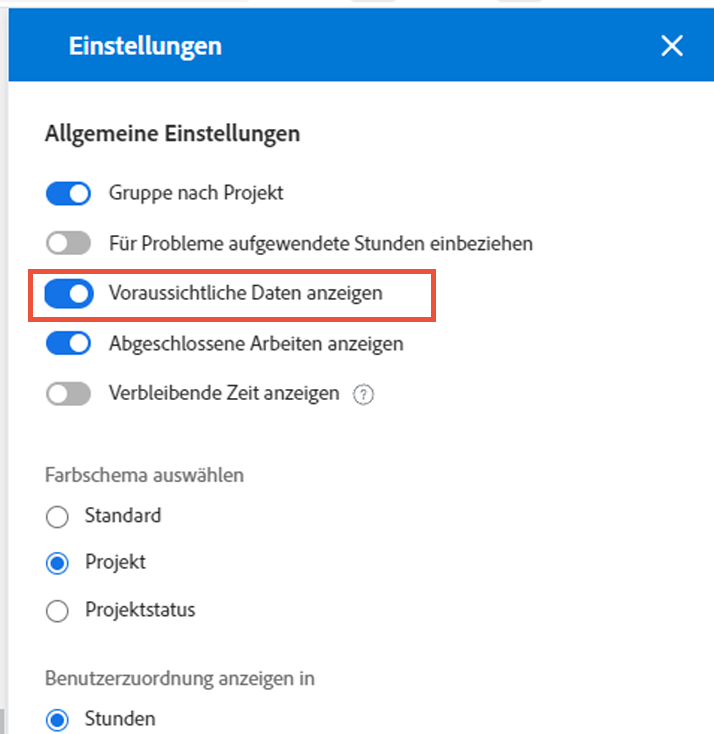 Einstellungen
Allgemeine Einstellungen
Gruppe nach Projekt
Für Probleme aufgewendete Stunden einbeziehen
Voraussichtliche Daten anzeigen
Abgeschlossene Arbeiten anzeigen
Verbleibende Zeit anzeigen ?
Farbschema auswählen
Standard
Projekt
Projektstatus
Benutzerzuordnung anzeigen in
Stunden